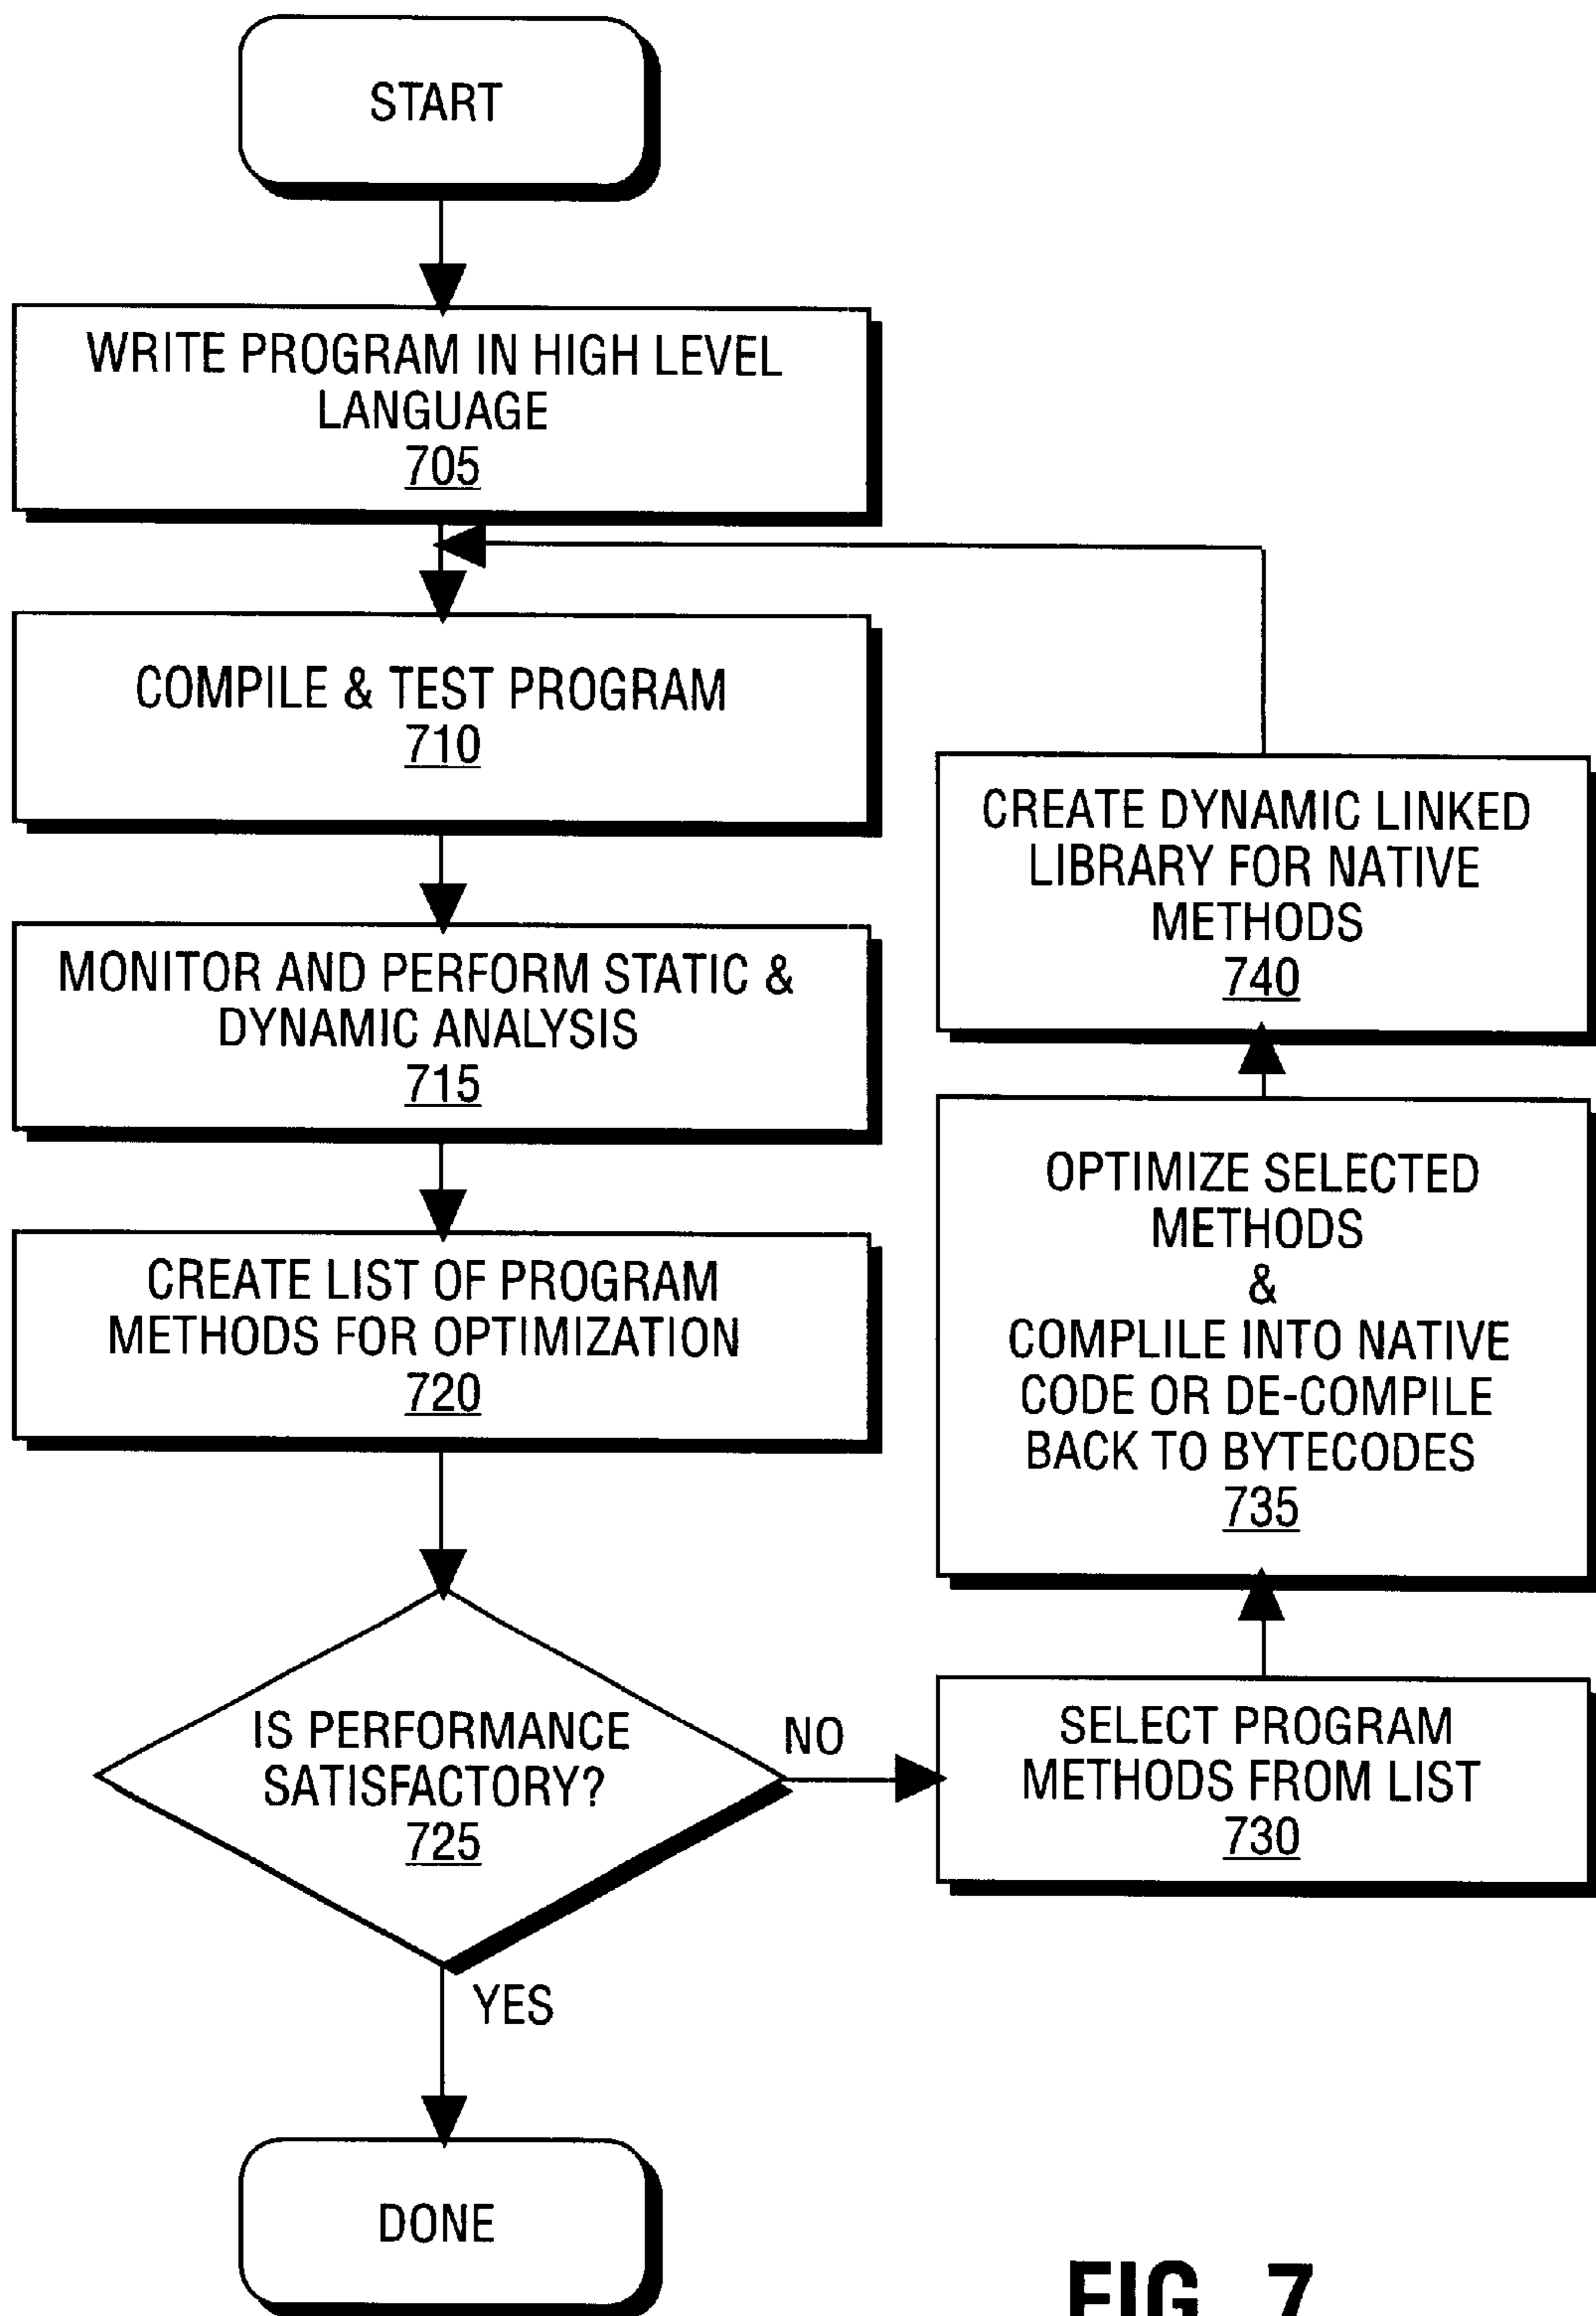 START
WRITE PROGRAM IN HIGH LEVEL
LANGUAGE
705
COMPILE & TEST PROGRAM
710
MONITOR AND PERFORM STATIC &
DYNAMIC ANALYSIS
715
CREATE LIST OF PROGRAM
METHODS FOR OPTIMIZATION
720
IS PERFORMANCE
SATISFACTORY?
725
NO
YES
SELECT PROGRAM
METHODS FROM LIST
730
OPTIMIZE SELECTED
METHODS
&
COMPLILE INTO NATIVE
CODE OR DE-COMPILE
BACK TO BYTECODES
735
CREATE DYNAMIC LINKED
LIBRARY FOR NATIVE
METHODS
740
DONE
FIG. 7